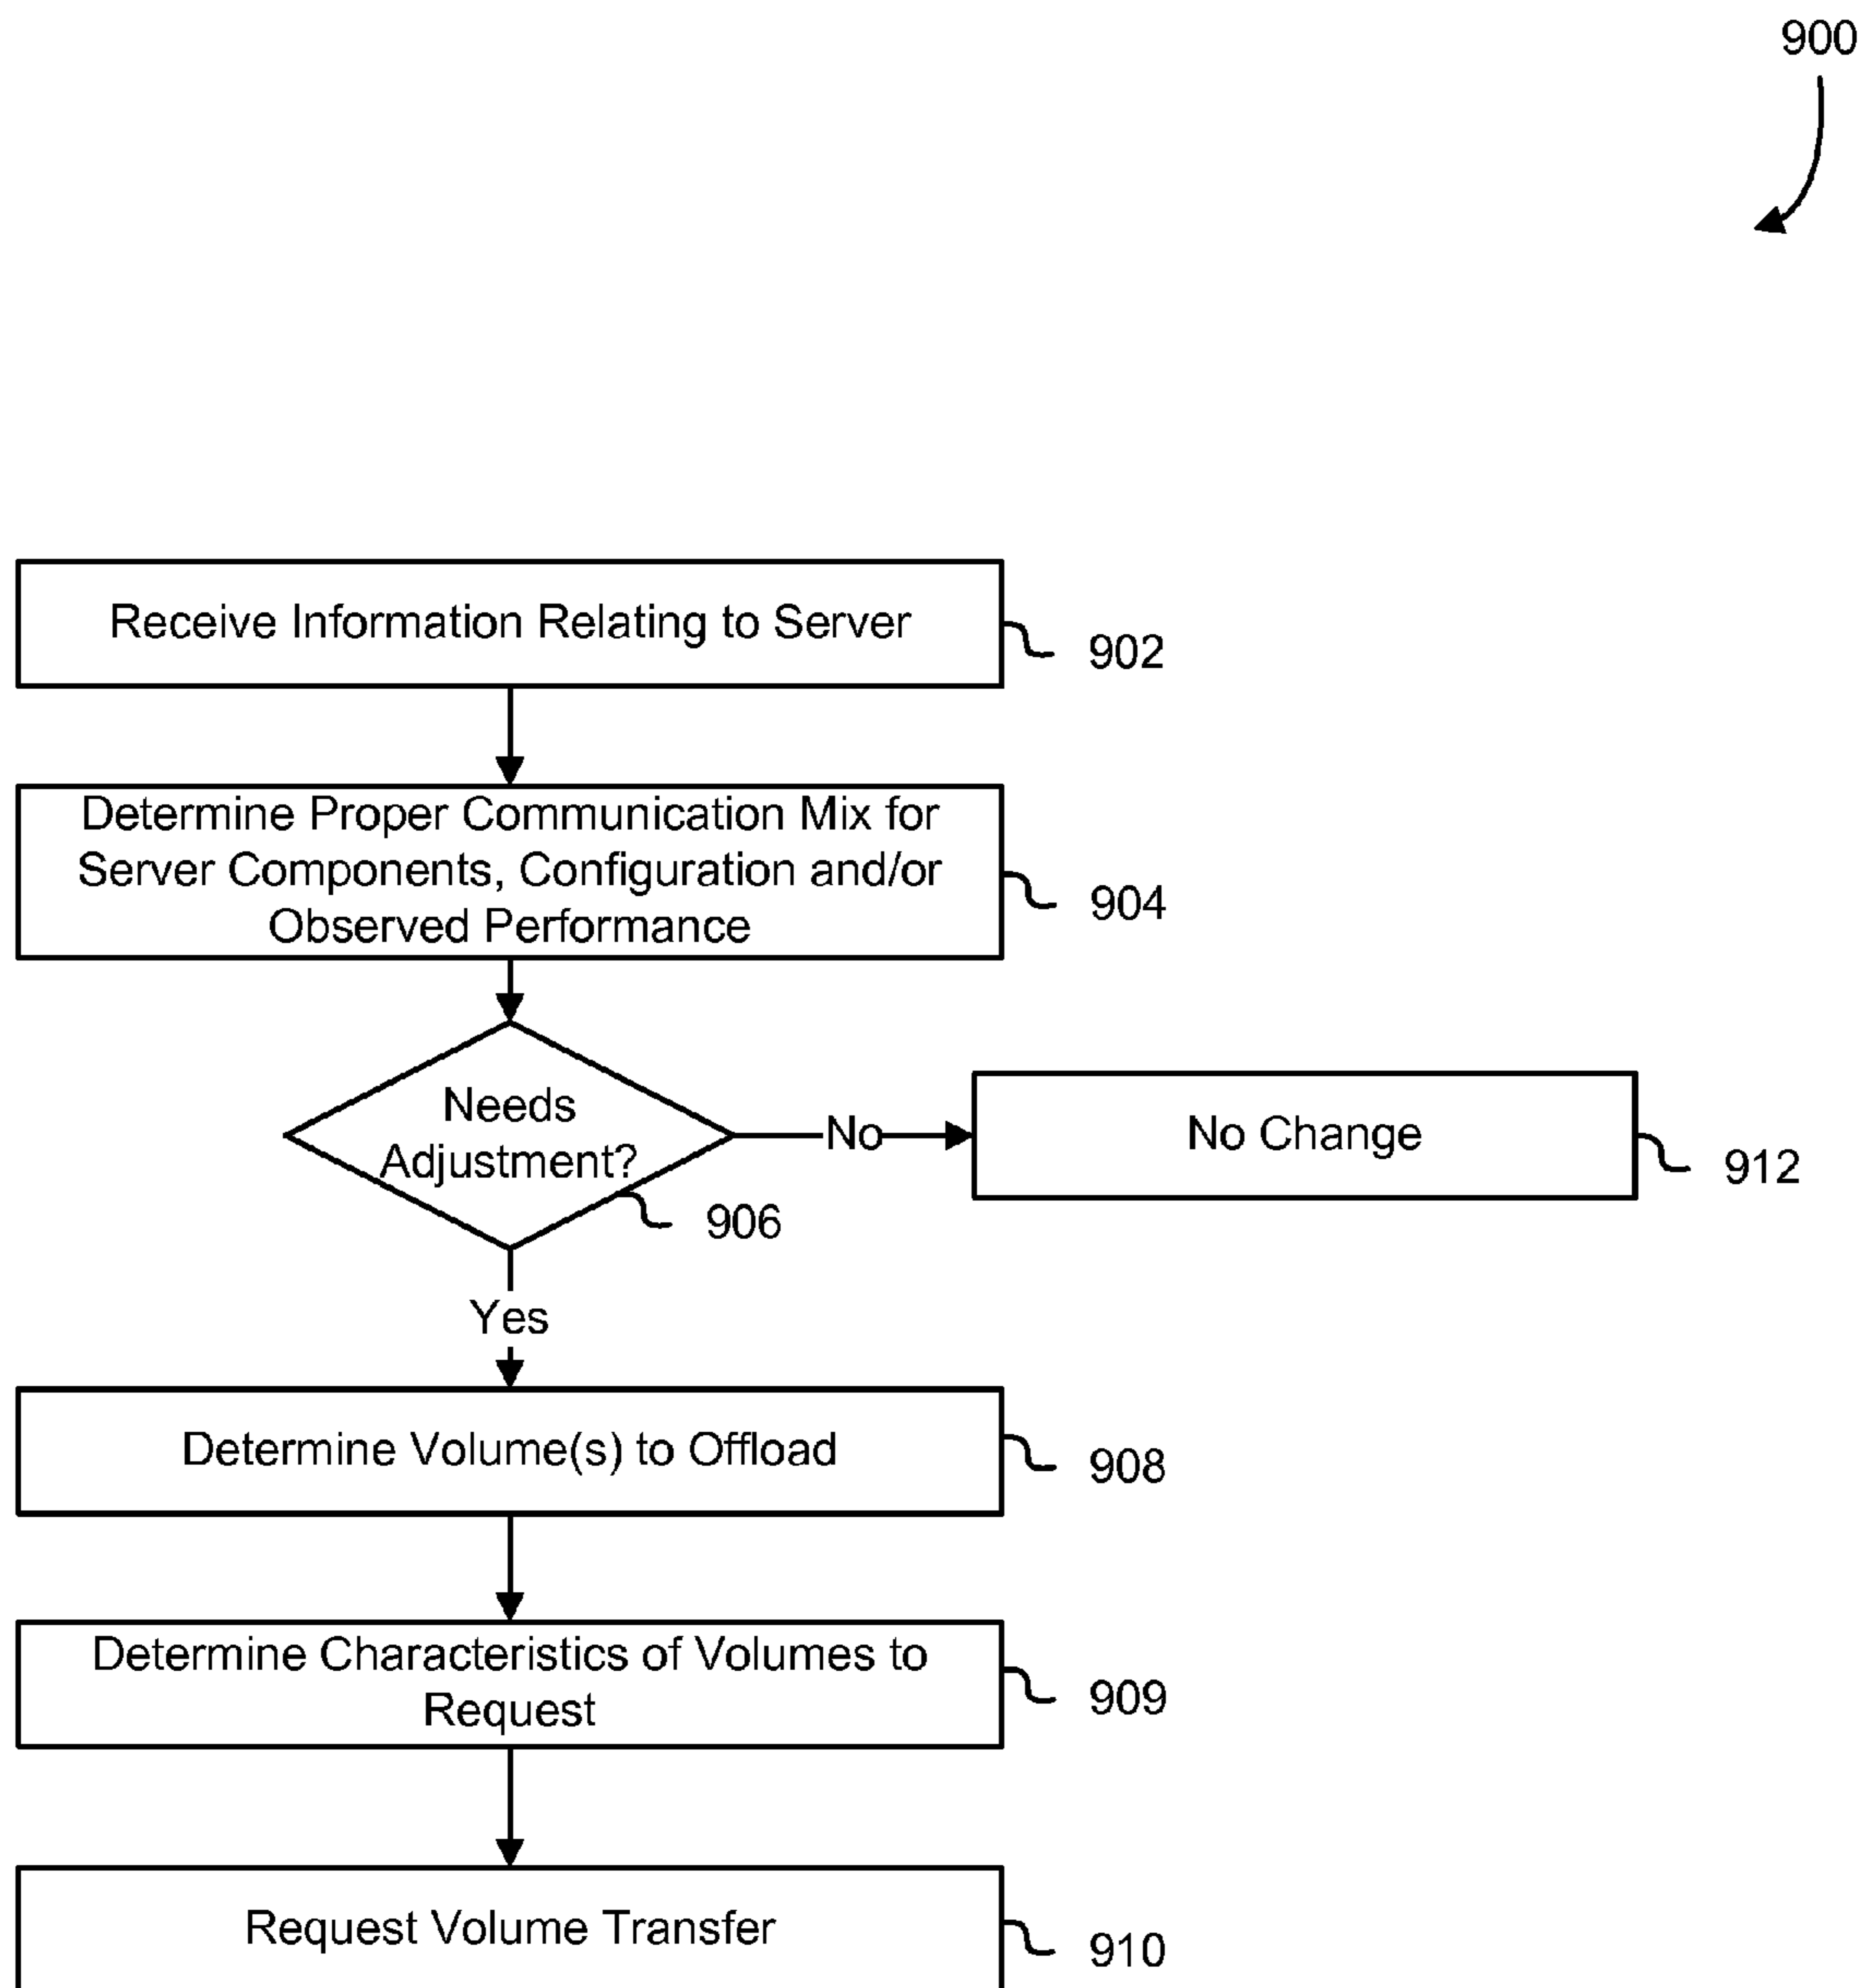 900
Receive Information Relating to Server
902
Determine Proper Communication Mix for
Server Components, Configuration and/or
Observed Performance
904
Needs
Adjustment?
906
No
No Change
912
Yes
Determine Volume(s) to Offload
908
Determine Characteristics of Volumes to
Request
909
Request Volume Transfer
910